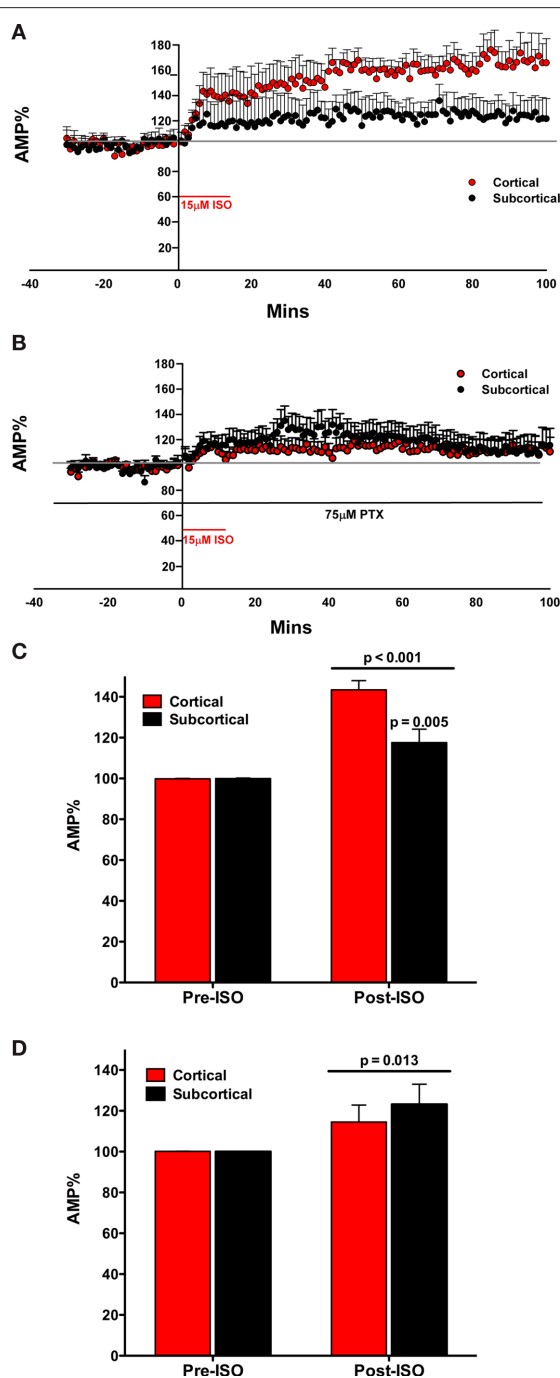 A
AMP%
180
160
140
120
80
60
40
20
15μM ISO
Cortical
Subcortical
-40 -20 0 20 40 60 80 100
Mins
B
AMP%
180
160
140
120
80
60
40
20
Cortical
Subcortical
75μM PTX
15μM ISO
-40 -20 0 20 40 60 80 100
Mins
C
AMP%
140
120
100
80
60
40
20
0
Cortical
Subcortical
p < 0.001
p = 0.005
Pre-ISO Post-ISO
D
AMP%
140
120
100
80
60
40
20
0
Cortical
Subcortical
p = 0.013
Pre-ISO Post-ISO